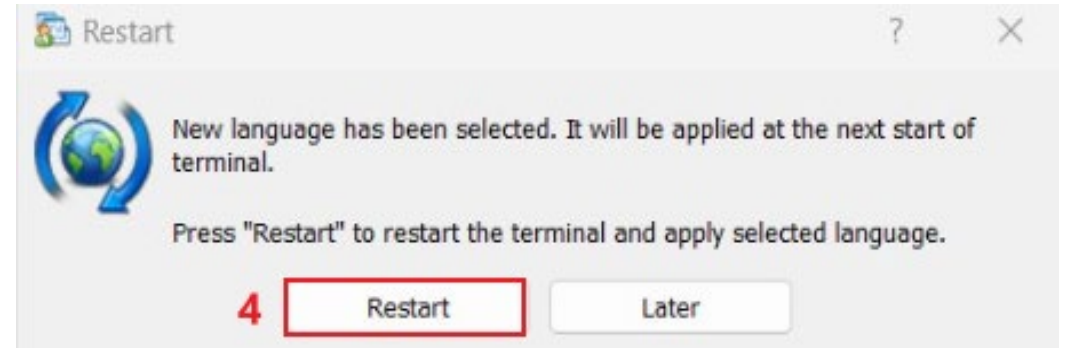 Restart
?
New language has been selected. It will be applied at the next start of
terminal.
Press "Restart" to restart the terminal and apply selected language.
4
Restart
Later